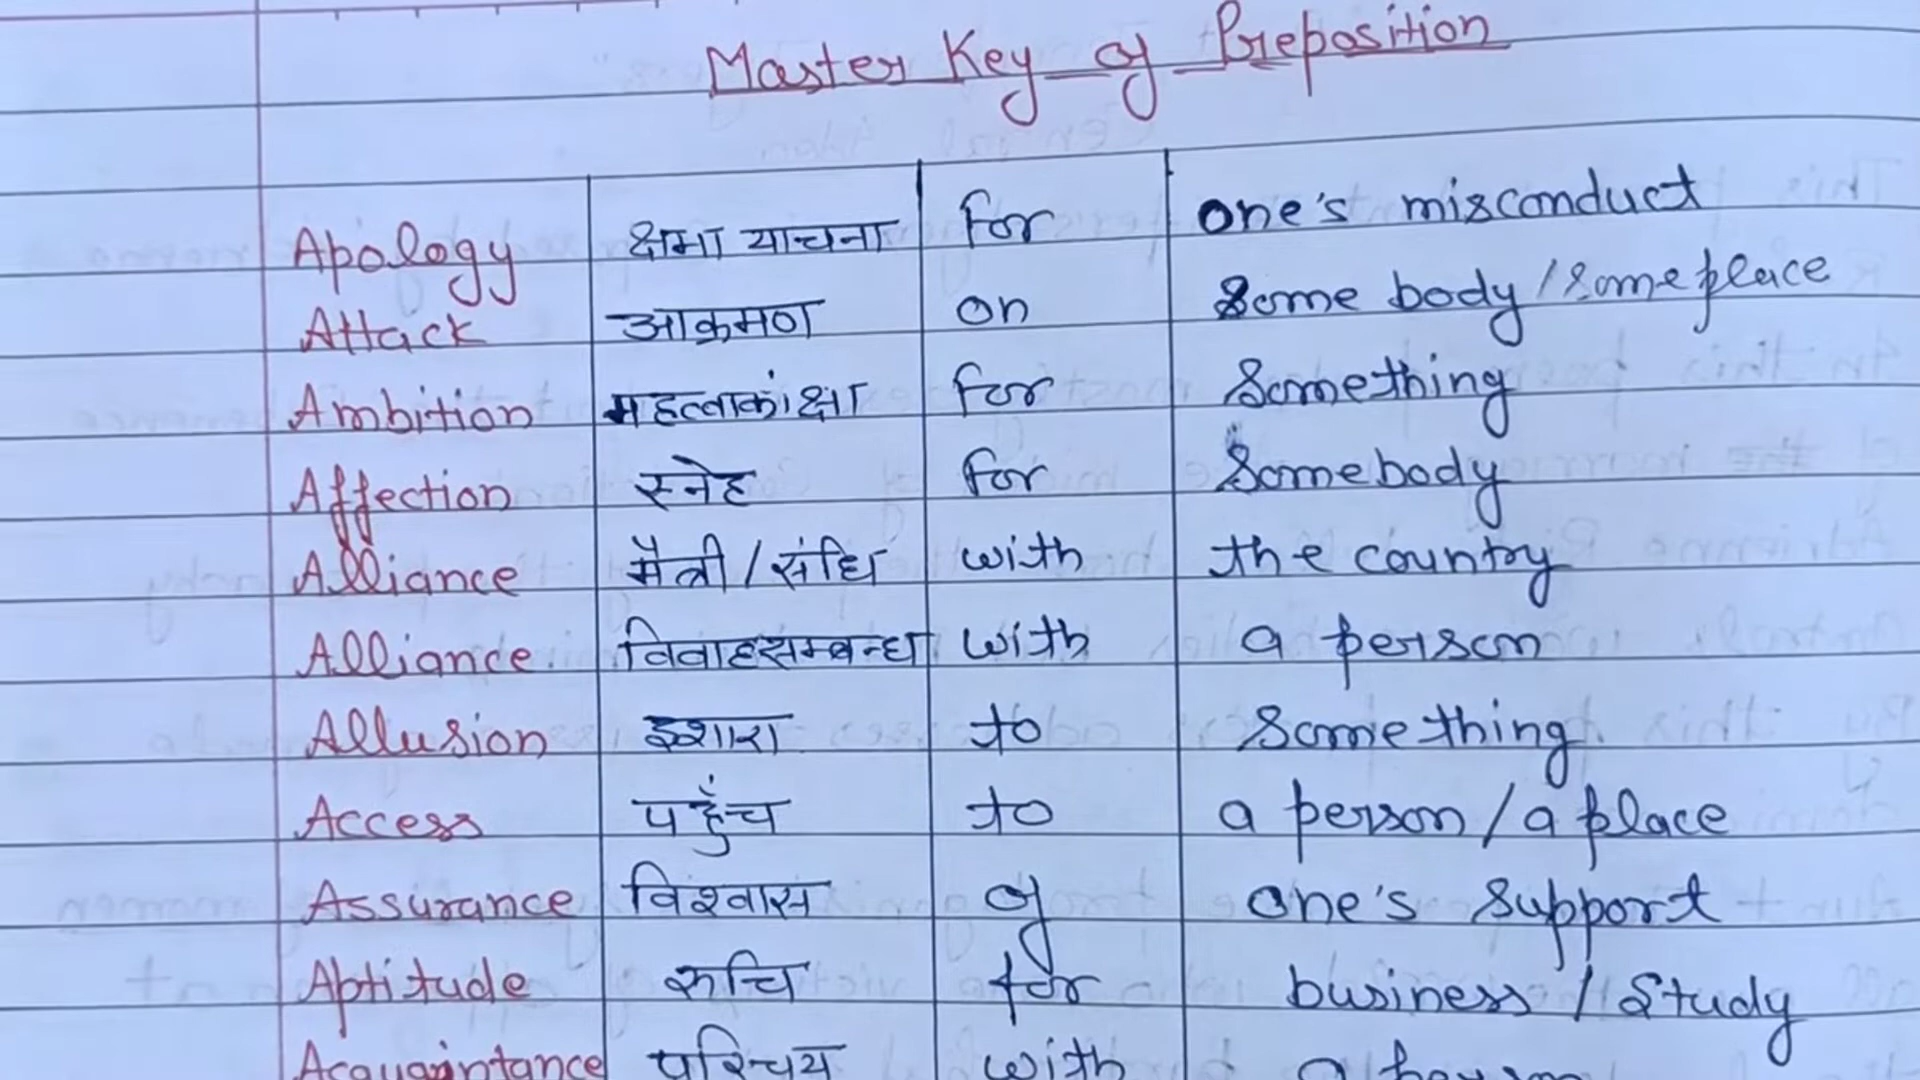 Master Key of Preposition
Apology क्षमा याचना for one's misconduct
Attack आक्रमण on Some body / Some place
Ambition महत्वाकांक्षा for Something
Affection स्नेह for Somebody
Alliance मैत्री / संधि with the country
Alliance विवाहसम्बन्ध with a person
Allusion इशारा to Something
Access पहुँच to a person / a place
Assurance विश्वास of one's support
Aptitude रुचि for business / Study
Acquaintance परिचय with a person